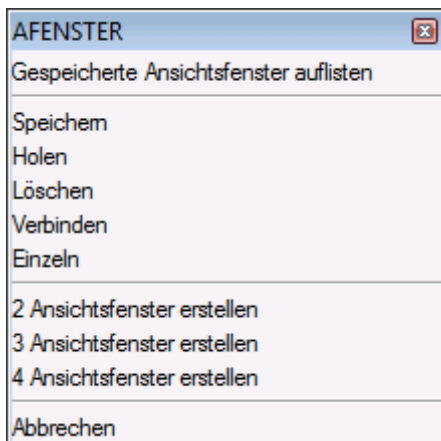 AFENSTER
Gespeicherte Ansichtsfenster auflisten
Speichern
Holen
Löschen
Verbinden
Einzeln
2 Ansichtsfenster erstellen
3 Ansichtsfenster erstellen
4 Ansichtsfenster erstellen
Abbrechen